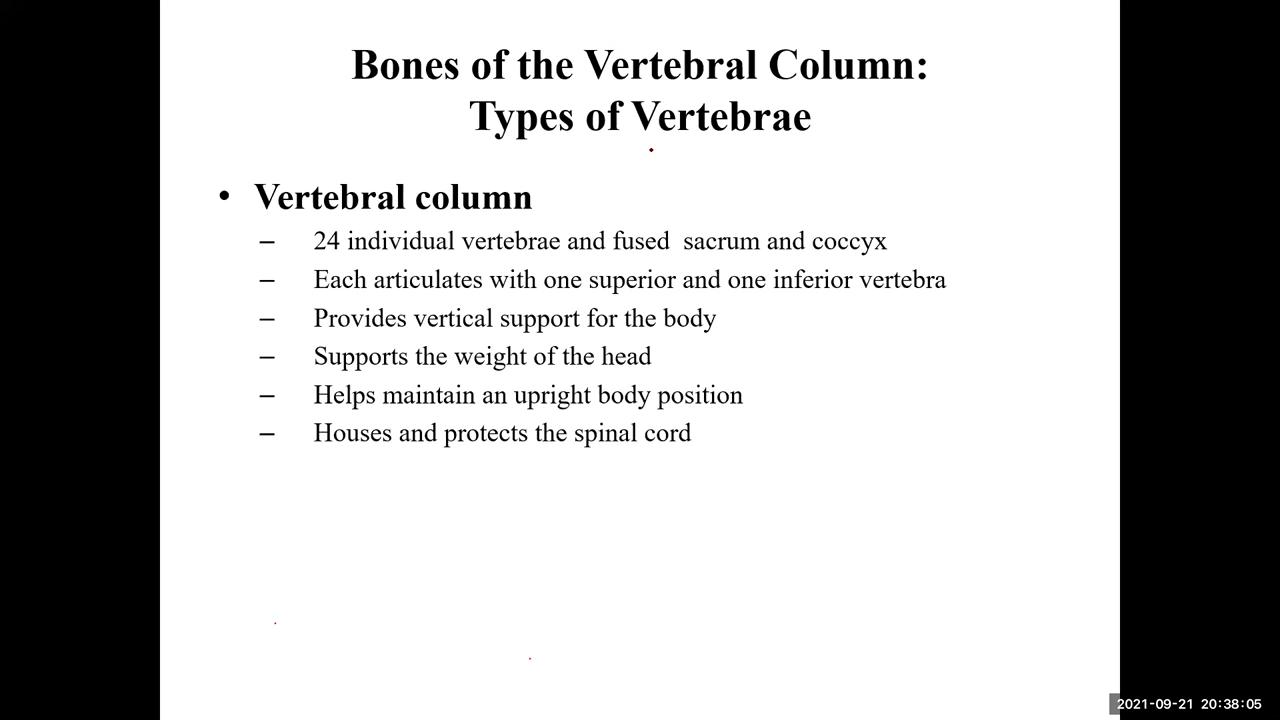 Bones of the Vertebral Column:
Types of Vertebrae
• Vertebral column
– 24 individual vertebrae and fused  sacrum and coccyx
– Each articulates with one superior and one inferior vertebra
– Provides vertical support for the body
– Supports the weight of the head
– Helps maintain an upright body position
– Houses and protects the spinal cord
2021-09-21 20:38:05